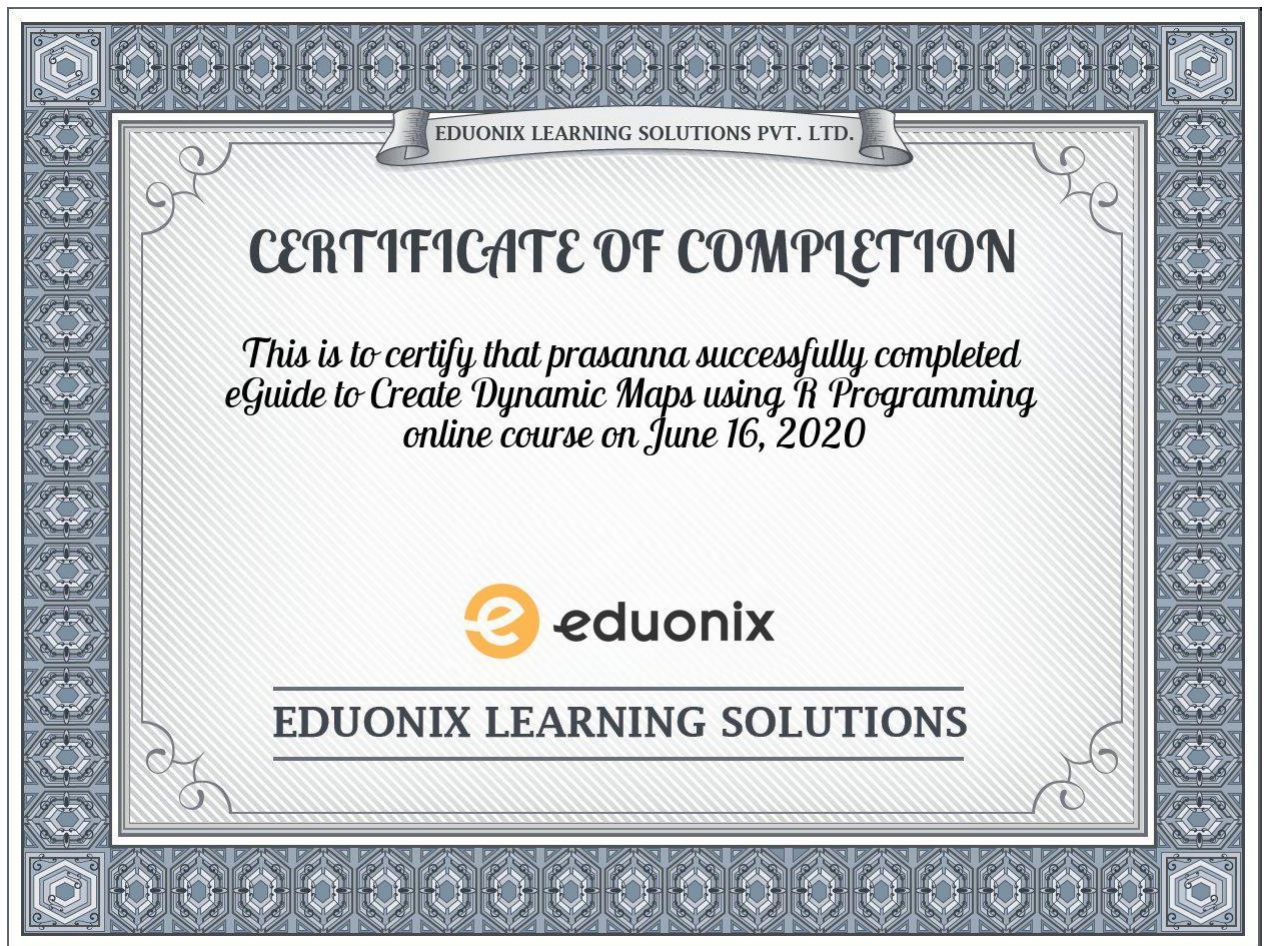 EDUONIX LEARNING SOLUTIONS PVT. LTD.
CERTIFICATE OF COMPLETION
This is to certify that prasanna successfully completed
eGuide to Create Dynamic Maps using R Programming
online course on June 16, 2020
eduonix
EDUONIX LEARNING SOLUTIONS